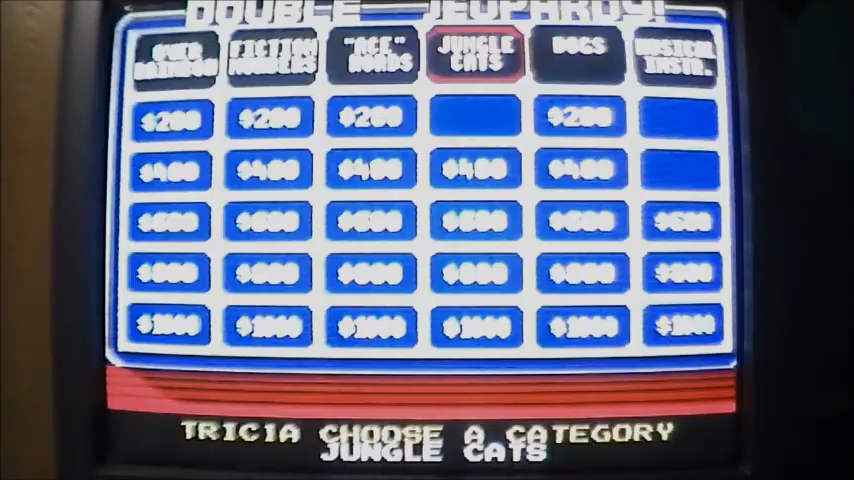 DOUBLE JEOPARDY!
OVER RAINBOW FICTION "ACE" WORDS JUNGLE CATS DOGS MUSICAL INSTR.
$200 $200 $200 $200
$400 $400 $400 $400 $400
$600 $600 $600 $600 $600 $600
$800 $800 $800 $800 $800 $800
$1000 $1000 $1000 $1000 $1000 $1000
TRICIA CHOOSE A CATEGORY
JUNGLE CATS